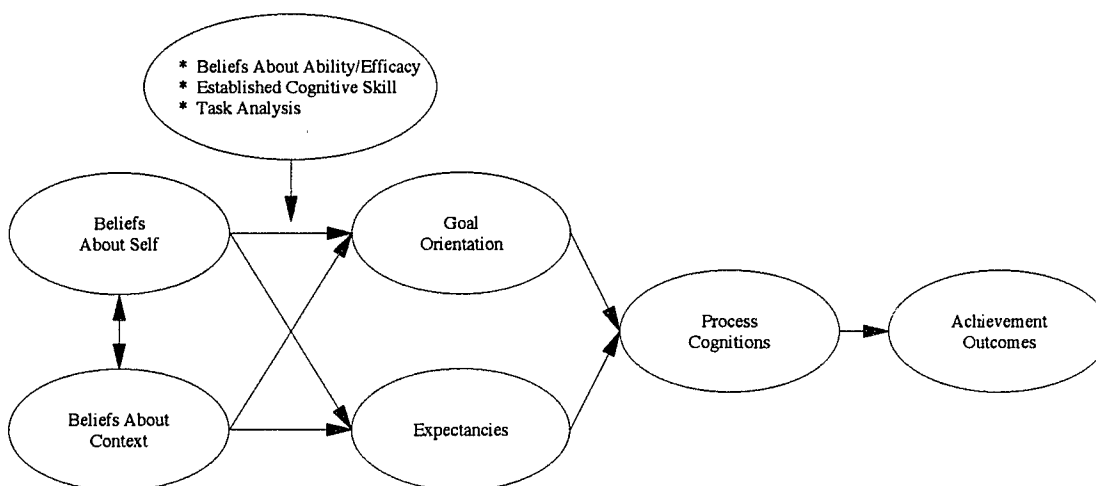 * Beliefs About Ability/Efficacy
* Established Cognitive Skill
* Task Analysis
Beliefs
About Self
Goal
Orientation
Process
Cognitions
Achievement
Outcomes
Beliefs About
Context
Expectancies